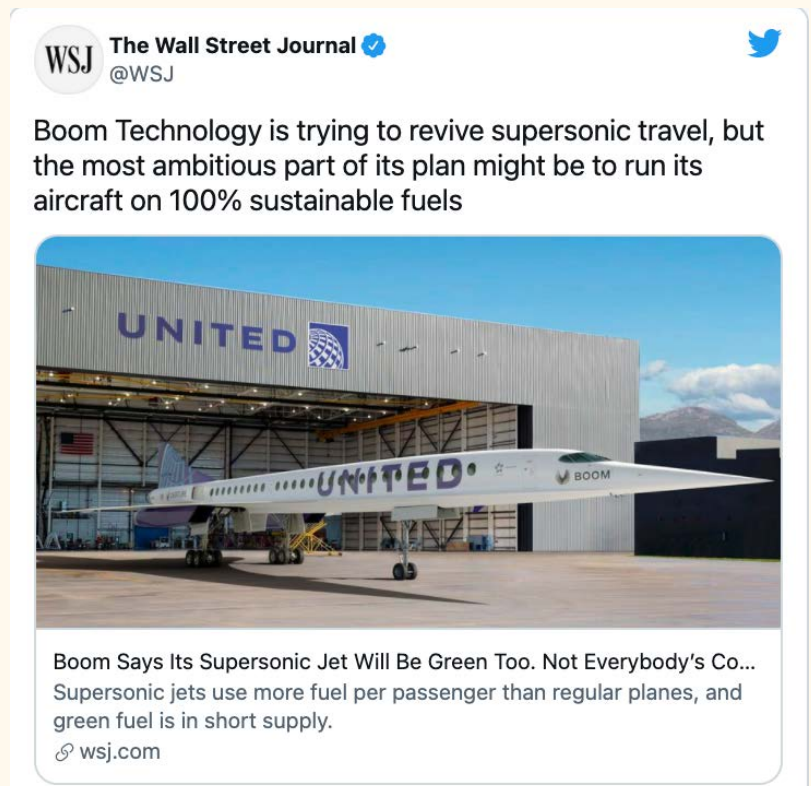 WSJ
The Wall Street Journal
@WSJ
Boom Technology is trying to revive supersonic travel, but
the most ambitious part of its plan might be to run its
aircraft on 100% sustainable fuels
UNITED
UNITED
BOOM
Boom Says Its Supersonic Jet Will Be Green Too. Not Everybody’s Co...
Supersonic jets use more fuel per passenger than regular planes, and
green fuel is in short supply.
wsj.com